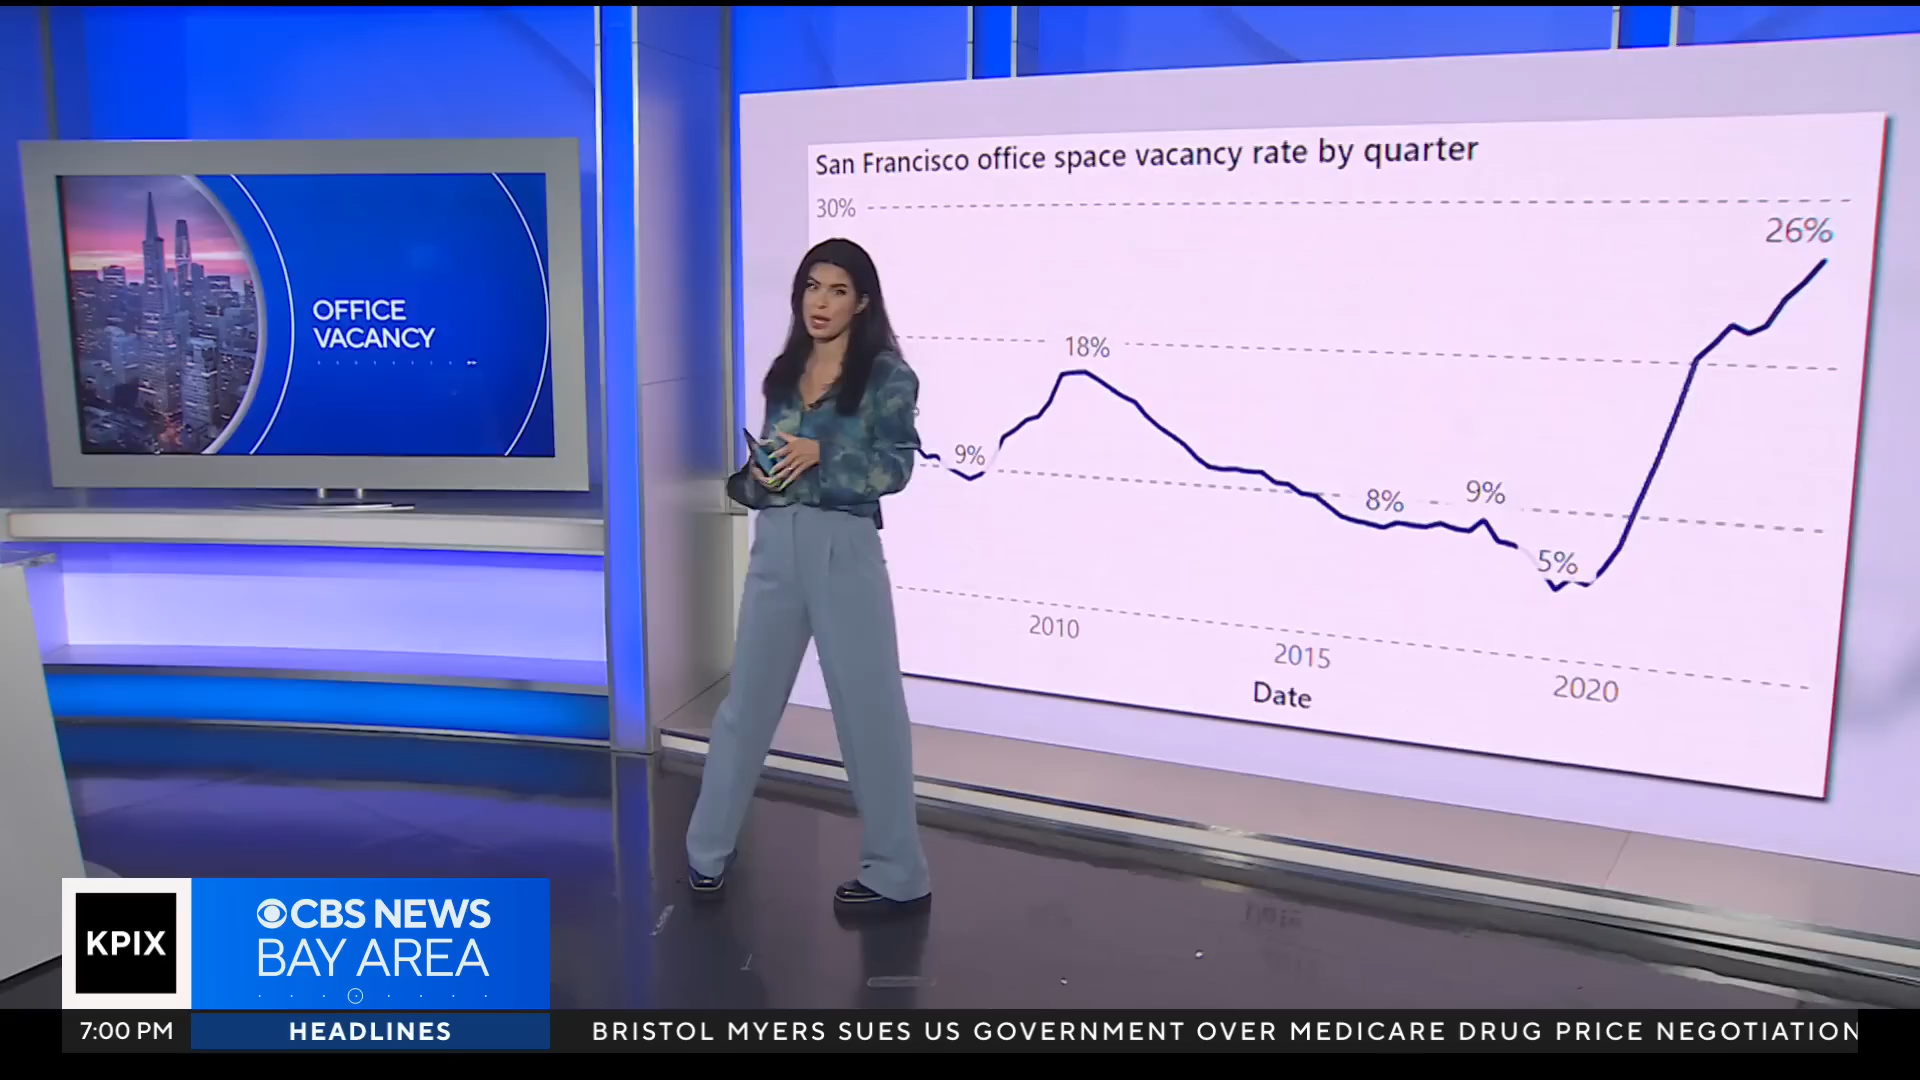 San Francisco office space vacancy rate by quarter
30%
26%
18%
9%
8%
9%
5%
2010
2015
2020
Date
OFFICE
VACANCY
KPIX
CBS NEWS
BAY AREA
7:00 PM
HEADLINES
BRISTOL MYERS SUES US GOVERNMENT OVER MEDICARE DRUG PRICE NEGOTIATION